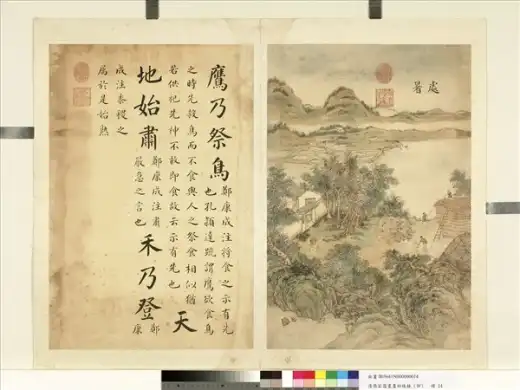 處暑
鷹乃祭鳥
鄭康成注將食之示有先
也孔穎達疏謂鷹欲食鳥
之時先殺鳥而不食與人之祭食相似猶
若供祀先神不敢即食故云示有先也
天
地始肅
鄭康成注肅
嚴急之言也
禾乃登
鄭
康
成注黍稷之
屬於是始熟